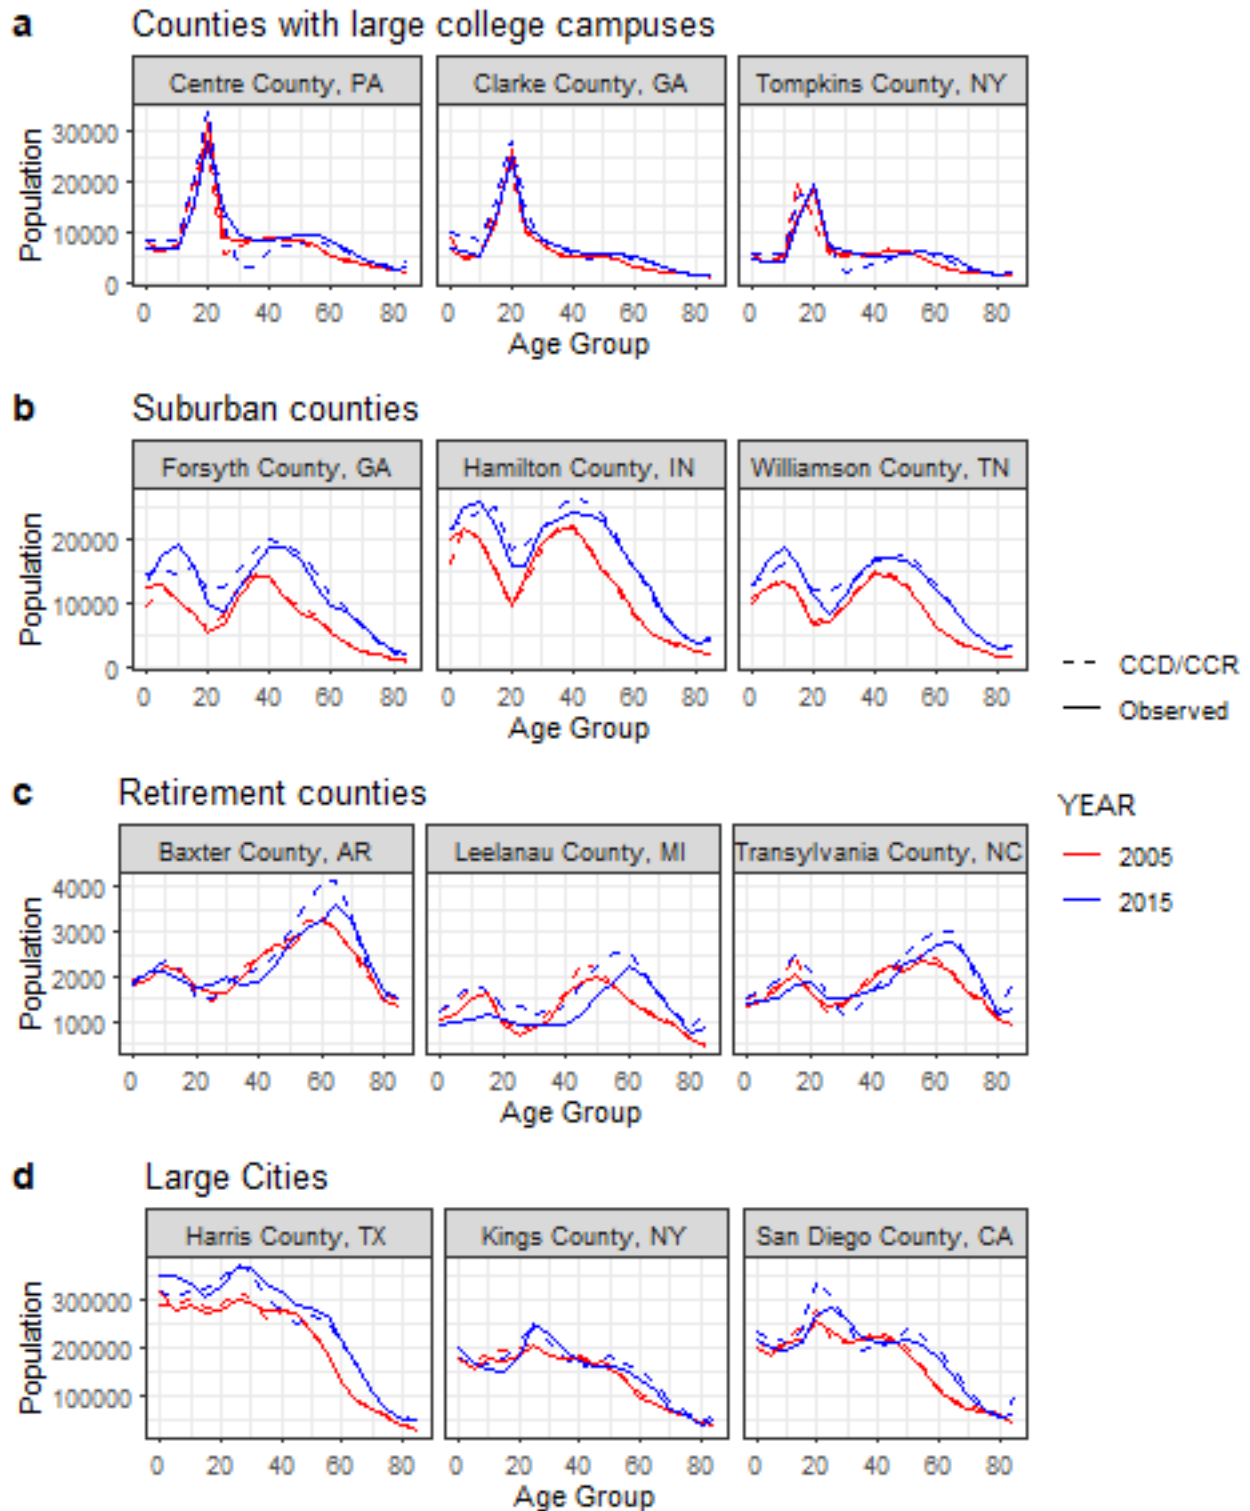 a Counties with large college campuses
Centre County, PA Clarke County, GA Tompkins County, NY
Population
30000
20000
10000
0
0 20 40 60 80 0 20 40 60 80 0 20 40 60 80
Age Group
b Suburban counties
Forsyth County, GA Hamilton County, IN Williamson County, TN
Population
20000
10000
0
0 20 40 60 80 0 20 40 60 80 0 20 40 60 80
Age Group
CCD/CCR
Observed
c Retirement counties
Baxter County, AR Leelanau County, MI Transylvania County, NC
Population
4000
3000
2000
1000
0 20 40 60 80 0 20 40 60 80 0 20 40 60 80
Age Group
YEAR
2005
2015
d Large Cities
Harris County, TX Kings County, NY San Diego County, CA
Population
300000
200000
100000
0 20 40 60 80 0 20 40 60 80 0 20 40 60 80
Age Group